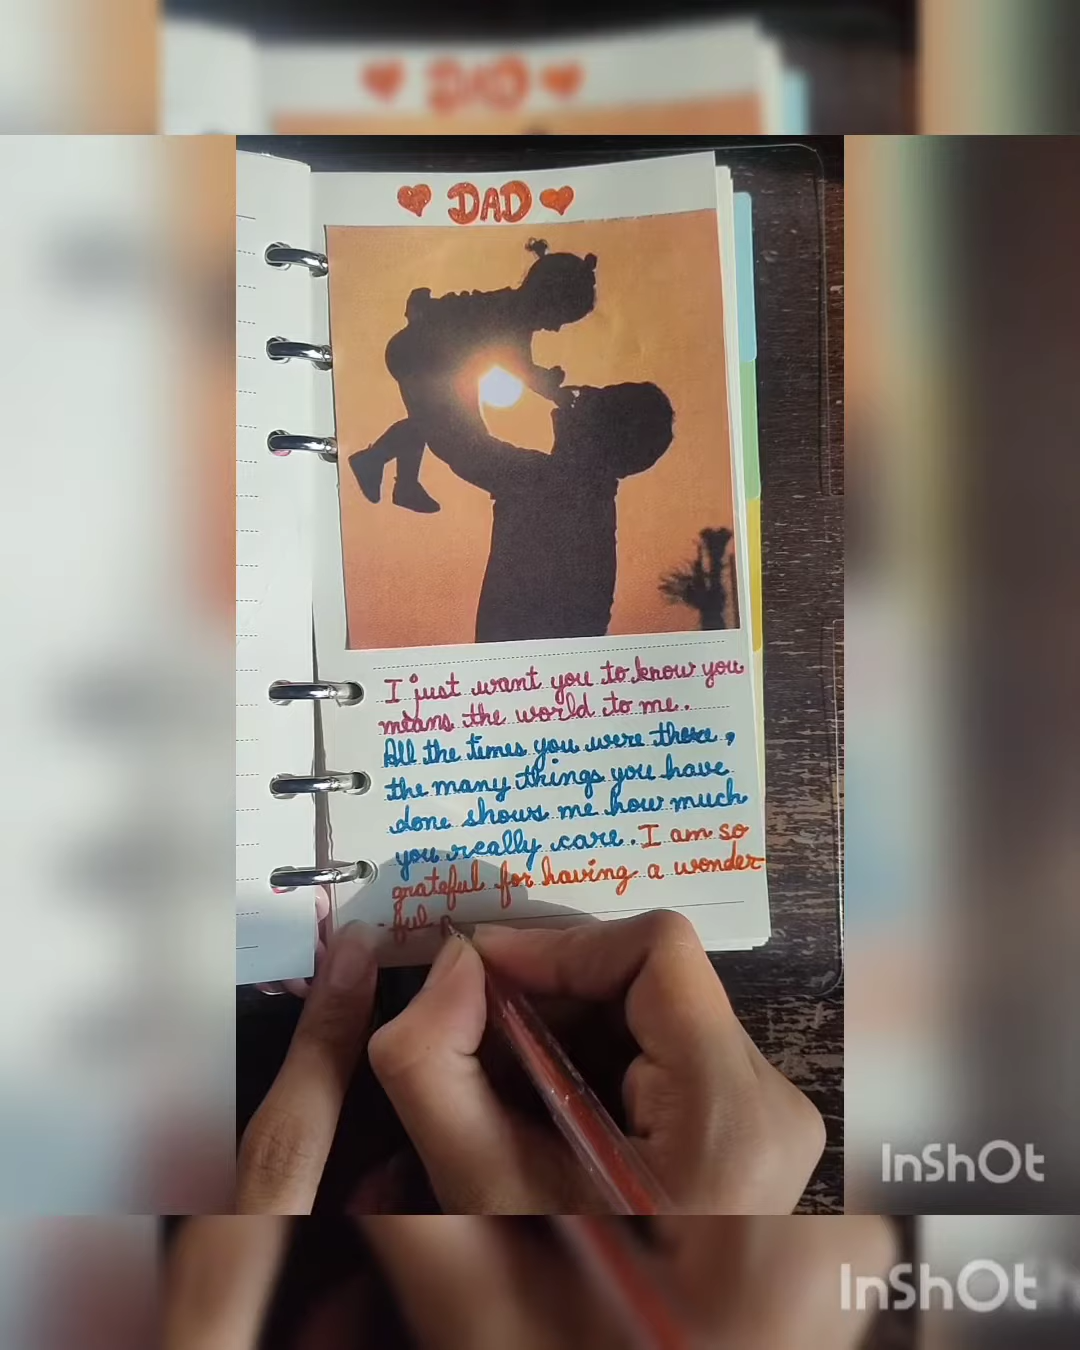 DAD
I just want you to know you
means the world to me.
All the times you were there,
the many things you have
done shows me how much
you really care. I am so
grateful for having a wonder
-ful
InShOt
InShOt